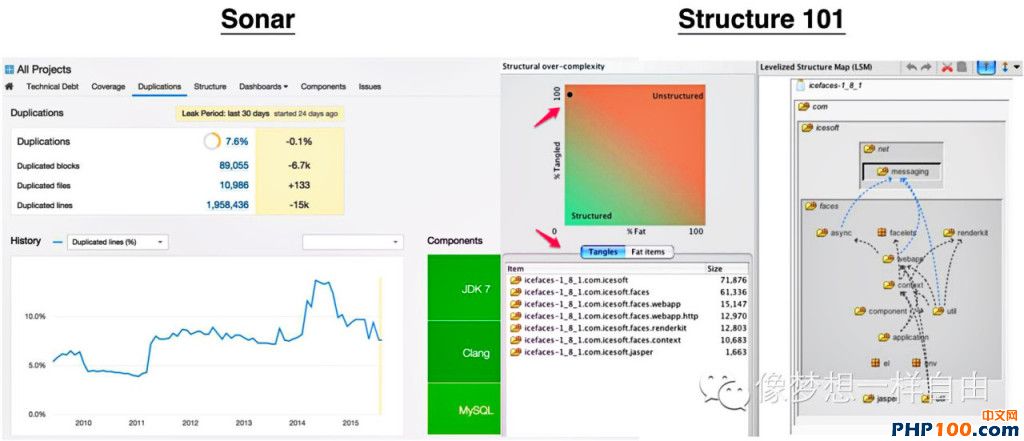 Sonar
Structure 101
All Projects
Technical Debt Coverage Duplications Structure Dashboards Components Issues
Duplications
Leak Period: last 30 days started 24 days ago
Duplications 7.6% -0.1%
Duplicated blocks 89,055 -6.7k
Duplicated files 10,986 +133
Duplicated lines 1,958,436 -15k
History
Duplicated lines (%)
Components
JDK 7
Clang
MySQL
10.0%
5.0%
0.0%
2010 2011 2012 2013 2014 2015
Structural over-complexity
100
% Tangled
Unstructured
Structured
0 % Fat 100
Tangles Fat items
Item Size
icefaces-1_8_1.com.icesoft 71,876
icefaces-1_8_1.com.icesoft.faces 61,336
icefaces-1_8_1.com.icesoft.faces.webapp 15,147
icefaces-1_8_1.com.icesoft.faces.webapp.http 12,970
icefaces-1_8_1.com.icesoft.faces.renderkit 12,803
icefaces-1_8_1.com.icesoft.faces.context 10,683
icefaces-1_8_1.com.icesoft.jasper 1,663
Levelized Structure Map (LSM)
icefaces-1_8_1
com
icesoft
net
messaging
faces
async facelets renderkit
webapp
context
component util
application
el env
jasper
像梦想一样自由
中文网
PHP100.com